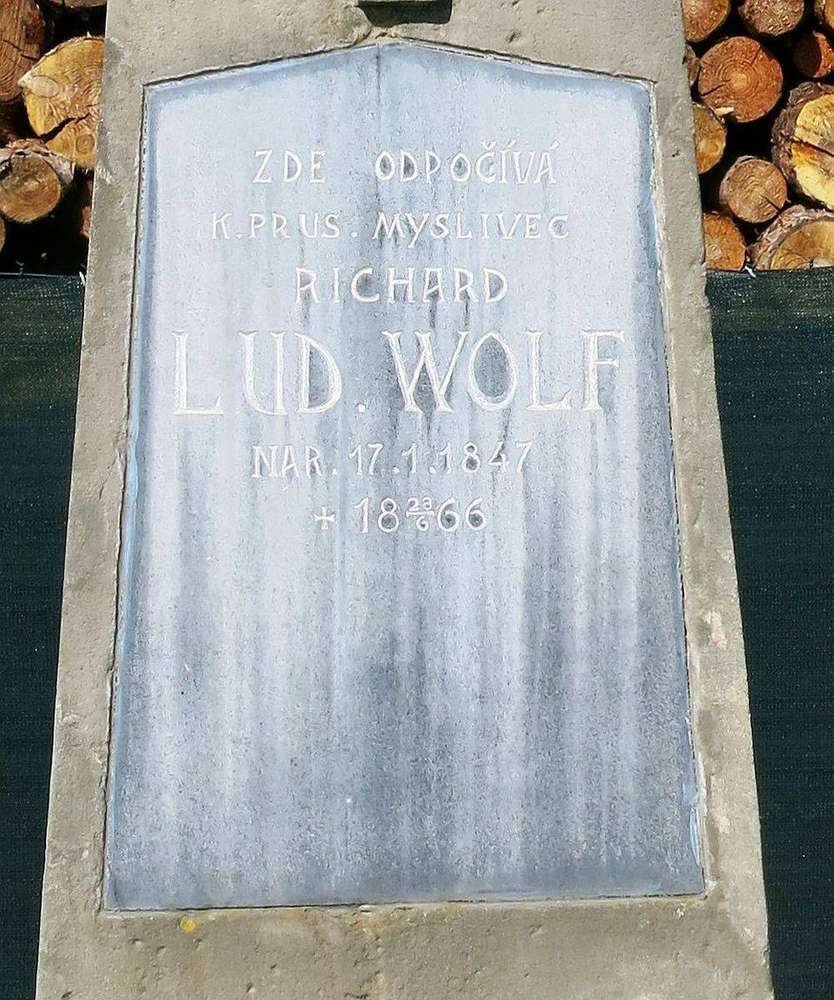 ZDE ODPOČÍVÁ
K.PRUS. MYSLIVEC
RICHARD
LUD. WOLF
NAR. 17.1.1847
+ 18 23/6 66